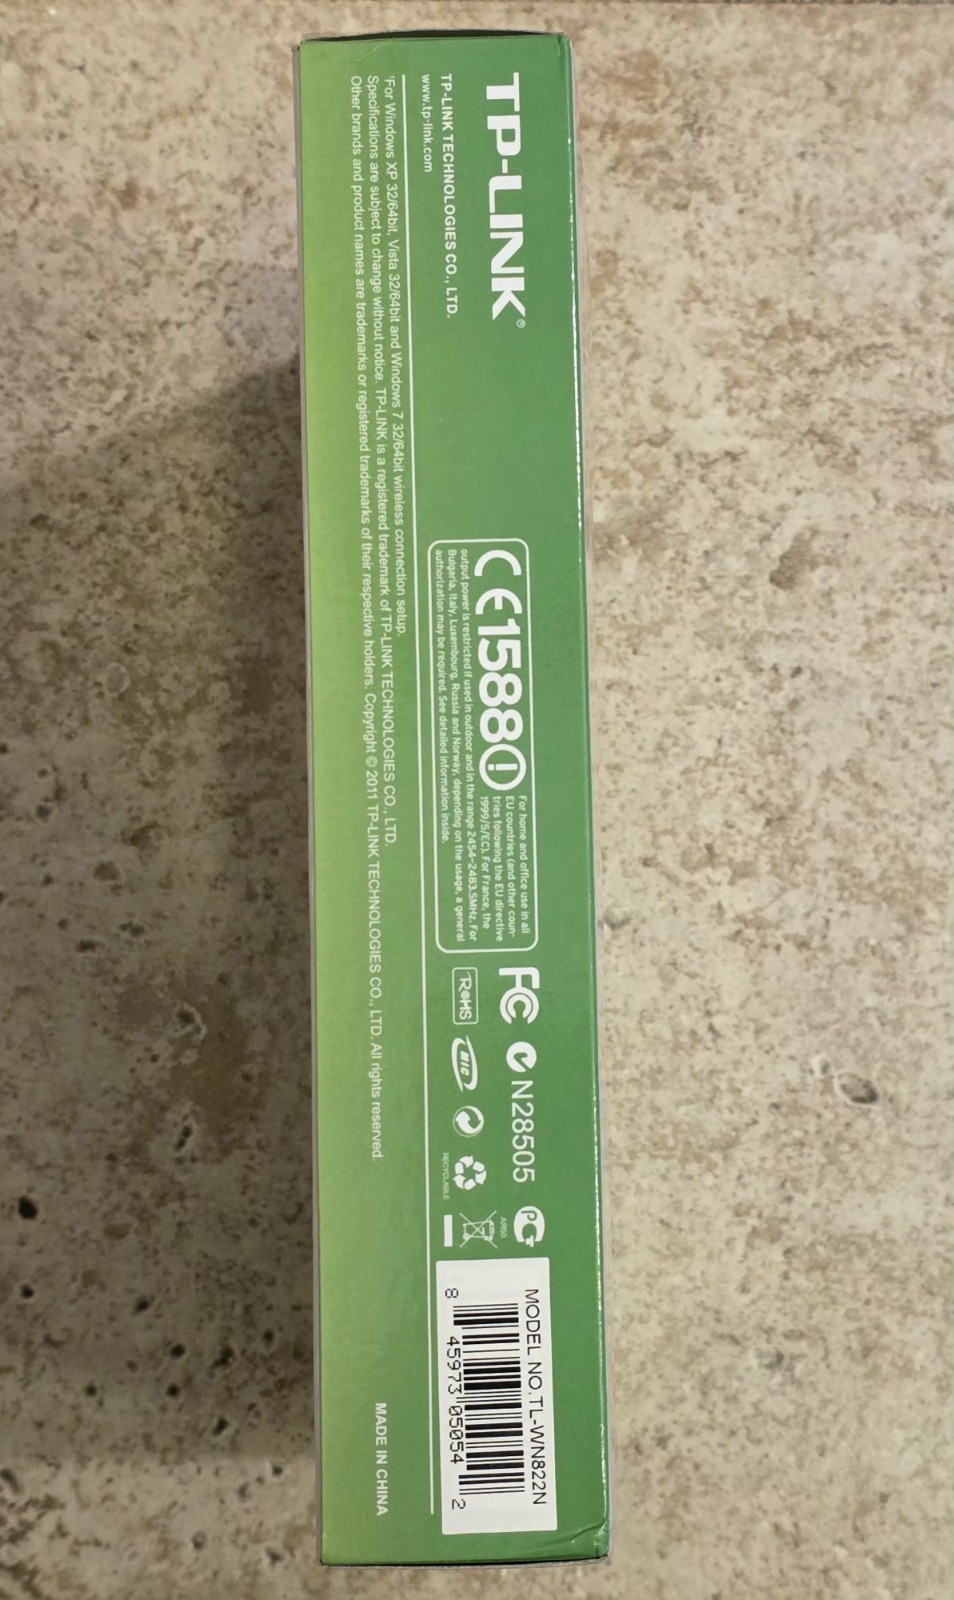 TP-LINK®
TP-LINK TECHNOLOGIES CO., LTD.
www.tp-link.com
CE1588
For home and office use in all
EU countries (and other coun-
tries following the EU directive
1999/5/EC). For France, the
output power is restricted if used in outdoor and in the range 2454-2483.5MHz. For
Bulgaria, Italy, Luxembourg, Russia and Norway, depending on the usage, a general
authorization may be required. See detailed information inside.
FC N28505
RoHS
MIC
RECYCLABLE
PCT
MODEL NO. TL-WN822N
8 45973 05054 2
¹For Windows XP 32/64bit, Vista 32/64bit and Windows 7 32/64bit wireless connection setup.
Specifications are subject to change without notice. TP-LINK is a registered trademark of TP-LINK TECHNOLOGIES CO., LTD.
Other brands and product names are trademarks or registered trademarks of their respective holders. Copyright © 2011 TP-LINK TECHNOLOGIES CO., LTD. All rights reserved.
MADE IN CHINA